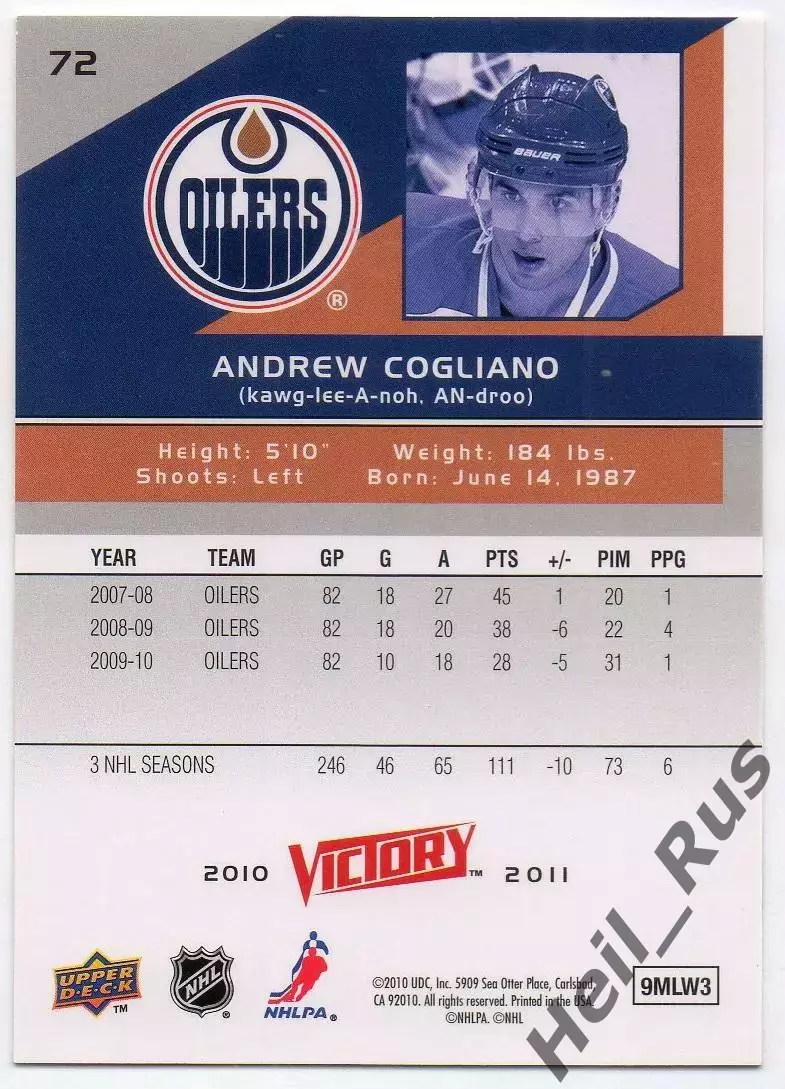 72
OILERS
®
BAUER
ANDREW COGLIANO
(kawg-lee-A-noh, AN-droo)
Height: 5'10" Weight: 184 lbs.
Shoots: Left Born: June 14, 1987
YEAR TEAM GP G A PTS +/- PIM PPG
2007-08 OILERS 82 18 27 45 1 20 1
2008-09 OILERS 82 18 20 38 -6 22 4
2009-10 OILERS 82 10 18 28 -5 31 1
3 NHL SEASONS 246 46 65 111 -10 73 6
2010 VICTORY™ 2011
UPPER
D·E·C·K
™
NHL
®
NHLPA®
©2010 UDC, Inc. 5909 Sea Otter Place, Carlsbad,
CA 92010. All rights reserved. Printed in the USA.
©NHLPA. ©NHL
9MLW3
Heil_Rus